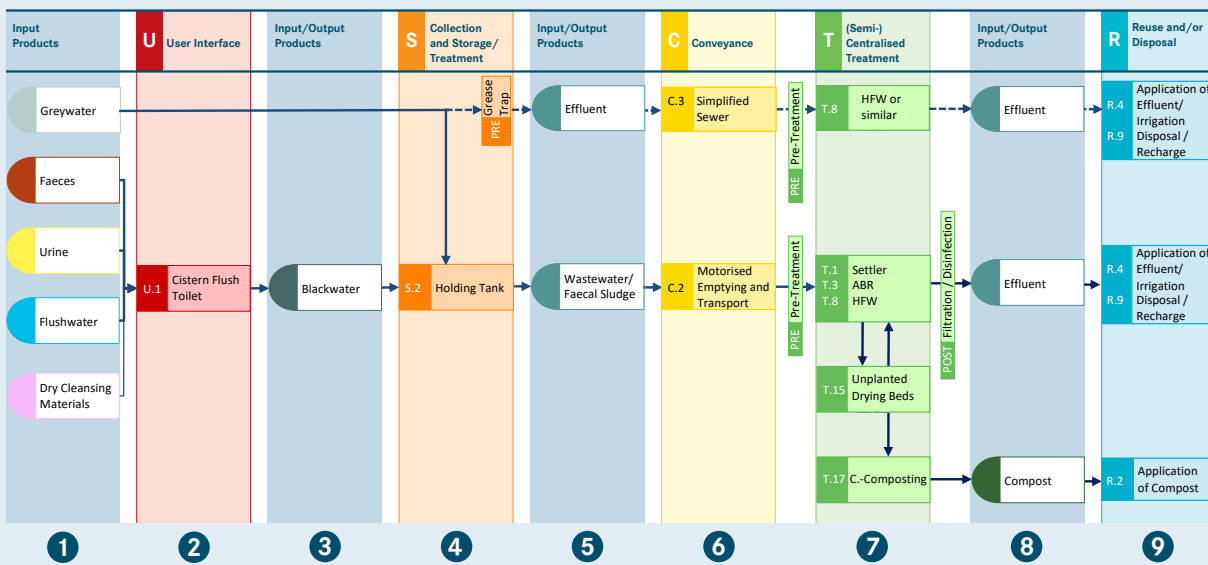 Input
Products
U User Interface
Input/Output
Products
S Collection
and Storage/
Treatment
Input/Output
Products
C Conveyance
T (Semi-)
Centralised
Treatment
Input/Output
Products
R Reuse and/or
Disposal
Greywater
PRE Grease
Trap
Effluent
C.3 Simplified
Sewer
PRE Pre-Treatment
T.8 HFW or
similar
Effluent
R.4 Application of
Effluent/
Irrigation
R.9 Disposal /
Recharge
Faeces
Urine
Flushwater
Dry Cleansing
Materials
U.1 Cistern Flush
Toilet
Blackwater
S.2 Holding Tank
Wastewater/
Faecal Sludge
C.2 Motorised
Emptying and
Transport
PRE Pre-Treatment
T.1 Settler
T.3 ABR
T.8 HFW
POST Filtration / Disinfection
Effluent
R.4 Application of
Effluent/
Irrigation
R.9 Disposal /
Recharge
T.15 Unplanted
Drying Beds
T.17 C.-Composting
Compost
R.2 Application
of Compost
1 2 3 4 5 6 7 8 9